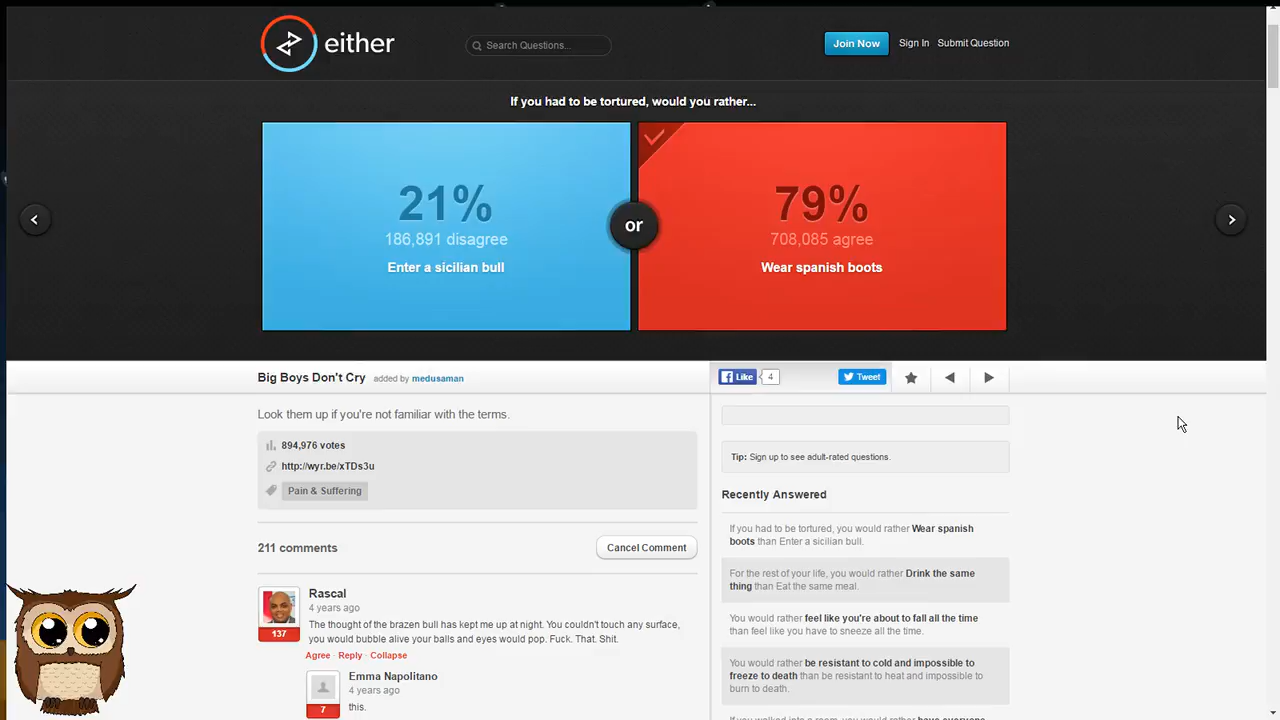 either
Search Questions...
Join Now
Sign In
Submit Question
If you had to be tortured, would you rather...
21%
186,891 disagree
Enter a sicilian bull
or
79%
708,085 agree
Wear spanish boots
Big Boys Don't Cry added by medusaman
Like 4
Tweet
Look them up if you're not familiar with the terms.
894,976 votes
http://wyr.be/xTDs3u
Pain & Suffering
211 comments
Cancel Comment
137
Rascal
4 years ago
The thought of the brazen bull has kept me up at night. You couldn't touch any surface,
you would bubble alive your balls and eyes would pop. Fuck. That. Shit.
Agree · Reply · Collapse
7
Emma Napolitano
4 years ago
this.
Tip: Sign up to see adult-rated questions.
Recently Answered
If you had to be tortured, you would rather Wear spanish
boots than Enter a sicilian bull.
For the rest of your life, you would rather Drink the same
thing than Eat the same meal.
You would rather feel like you're about to fall all the time
than feel like you have to sneeze all the time.
You would rather be resistant to cold and impossible to
freeze to death than be resistant to heat and impossible to
burn to death.
If you walked into a room, you would rather have everyone